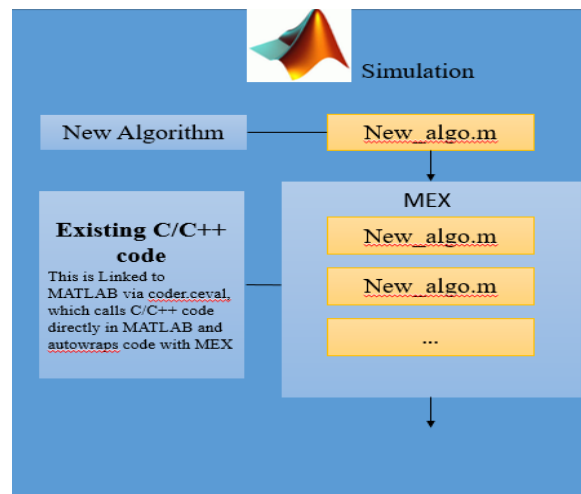 Simulation
New Algorithm
New_algo.m
MEX
Existing C/C++
code
This is Linked to
MATLAB via coder.ceval,
which calls C/C++ code
directly in MATLAB and
autowraps code with MEX
New_algo.m
New_algo.m
...